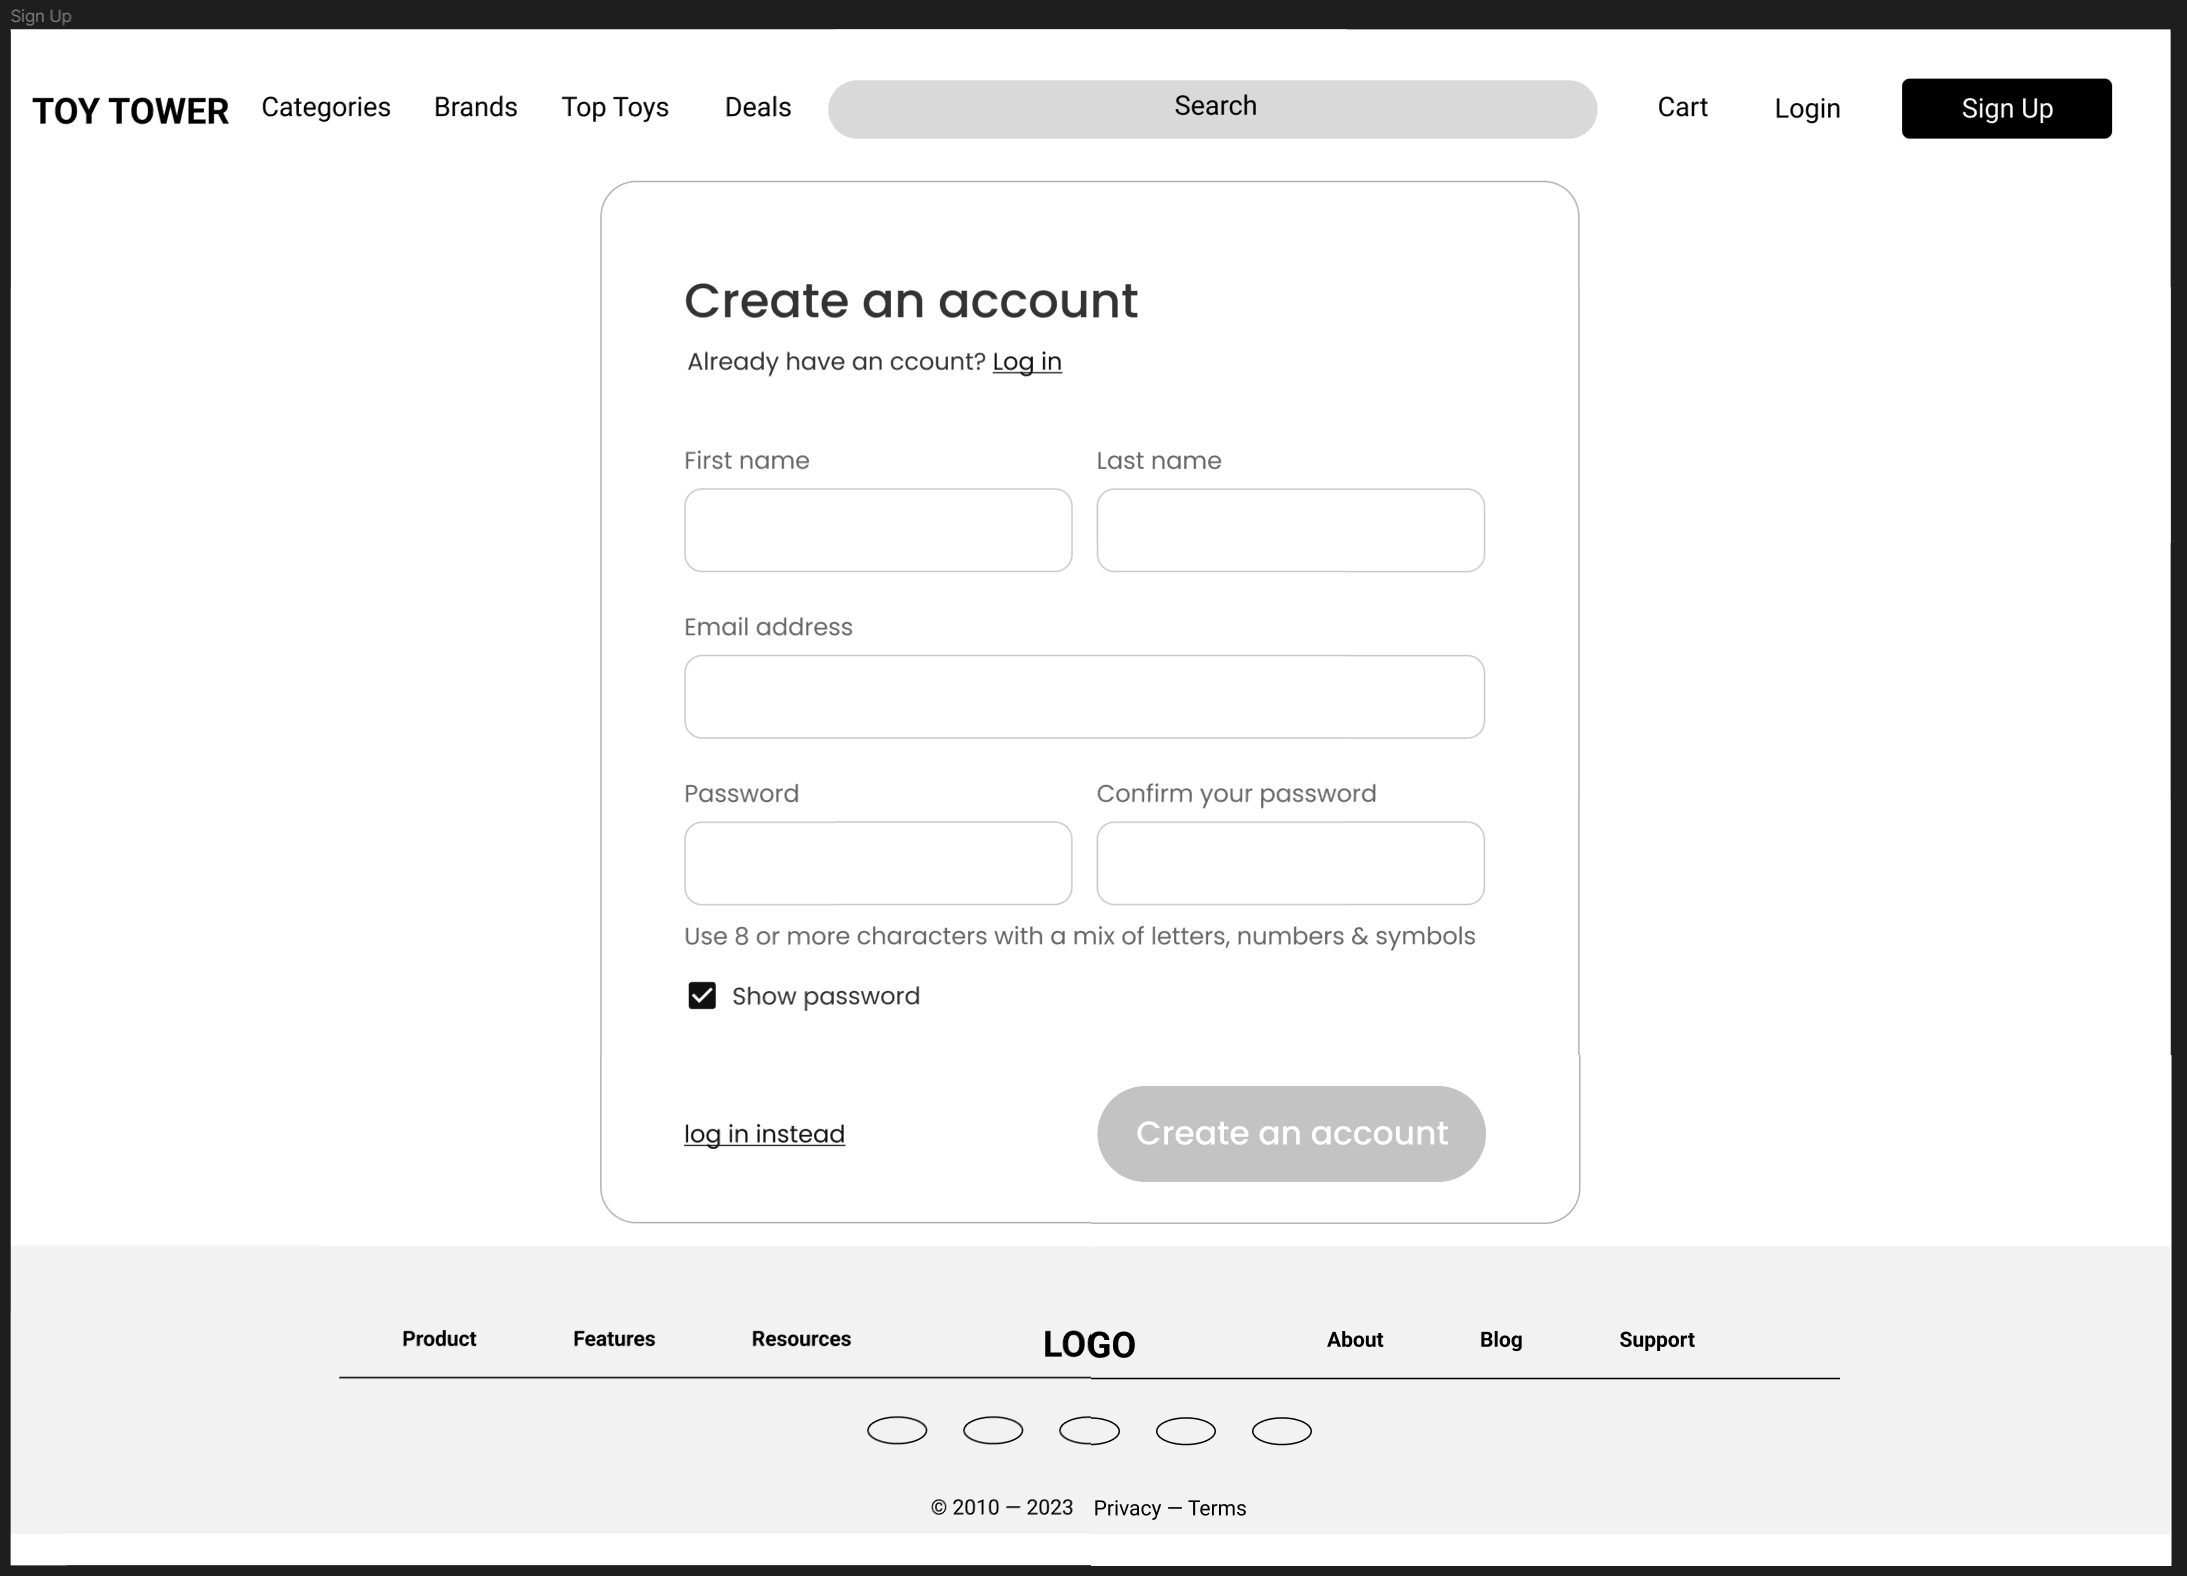 Sign Up
TOY TOWER Categories Brands Top Toys Deals Search Cart Login Sign Up
Create an account
Already have an ccount? Log in
First name Last name
Email address
Password Confirm your password
Use 8 or more characters with a mix of letters, numbers & symbols
Show password
log in instead Create an account
Product Features Resources LOGO About Blog Support
© 2010 — 2023 Privacy — Terms